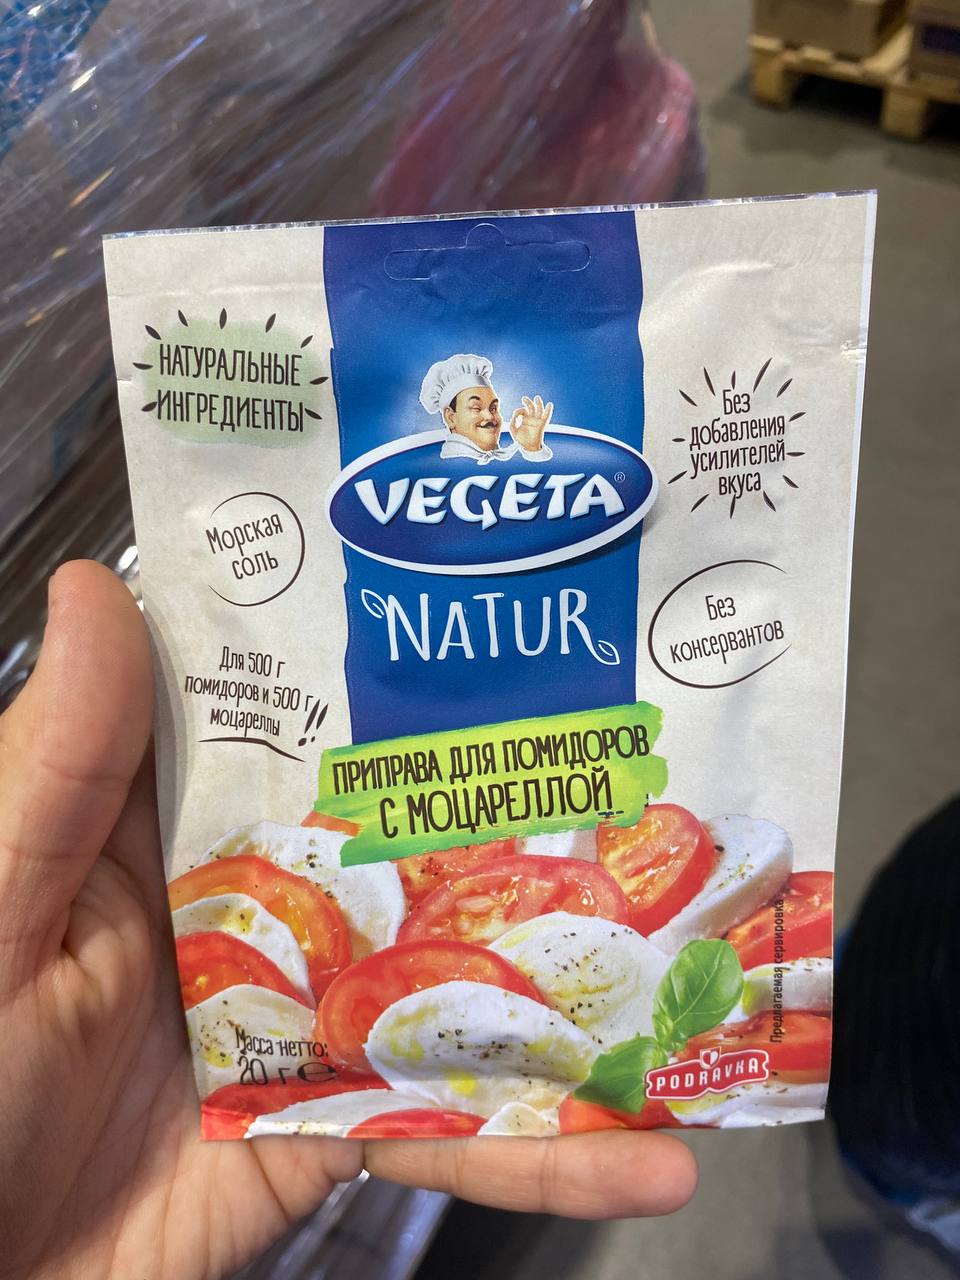 НАТУРАЛЬНЫЕ
ИНГРЕДИЕНТЫ
Без
добавления
усилителей
вкуса
VEGETA®
Морская
соль
NATUR
Без
консервантов
Для 500 г
помидоров и 500 г
моцареллы !!
ПРИПРАВА ДЛЯ ПОМИДОРОВ
С МОЦАРЕЛЛОЙ
Предлагаемая сервировка
Масса нетто:
20 г ℮
PODRAVKA